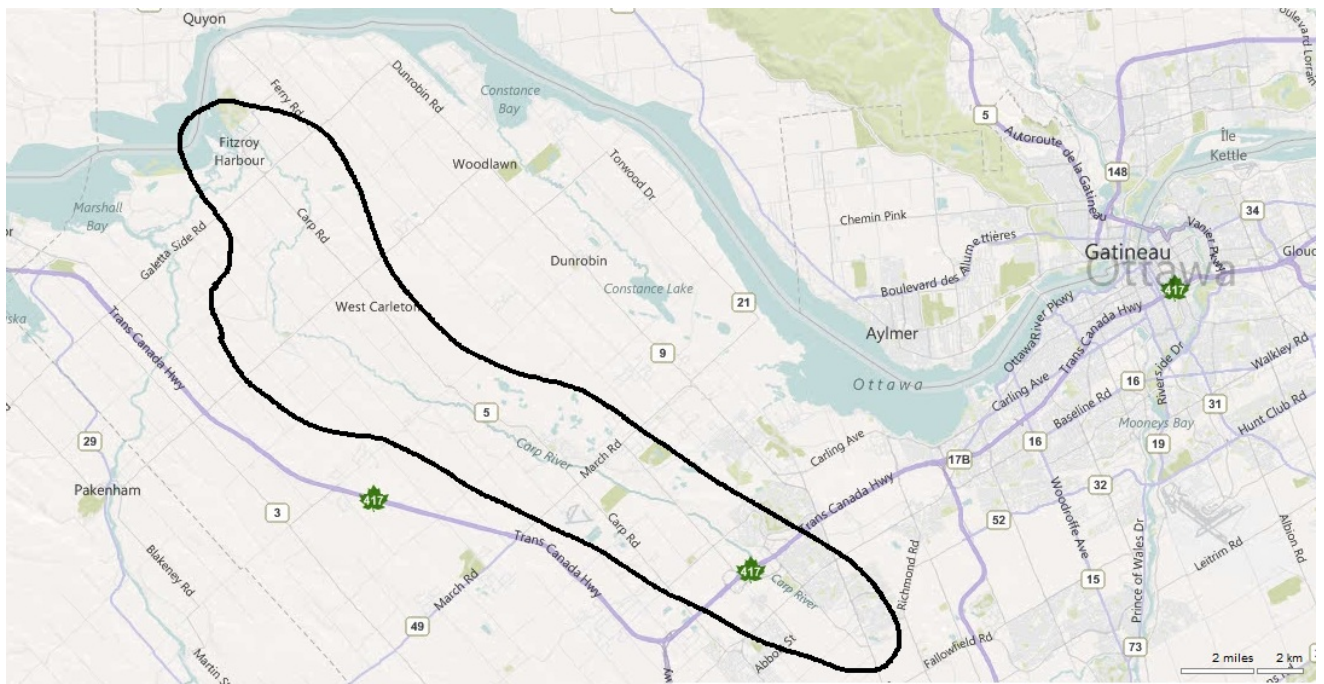 Quyon
Ferry Rd
Dunrobin Rd
Constance
Bay
5
Autoroute de la Gatineau
Île
Kettle
148
Fitzroy
Harbour
Woodlawn
Torwood Dr
Marshall
Bay
Galetta Side Rd
Carp Rd
Chemin Pink
34
Vanier Pkwy
Boulevard des Allumettières
Gatineau
Ottawa
417
Dunrobin
Constance Lake
21
West Carleton
Trans Canada Hwy
Aylmer
Ottawa River Pkwy
Trans Canada Hwy
Riverside Dr
Walkley Rd
9
Ottawa
Carling Ave
Baseline Rd
16
31
Hunt Club Rd
5
Mooneys Bay
29
Carp River
March Rd
Carling Ave
17B
16
19
Pakenham
417
3
Trans Canada Hwy
32
Woodroffe Ave
52
Carp Rd
Trans Canada Hwy
Prince of Wales Dr
Leitrim Rd
Albion Rd
Blakeney Rd
March Rd
417
Carp River
Richmond Rd
15
49
Abbott St
Fallowfield Rd
73
2 miles
2 km